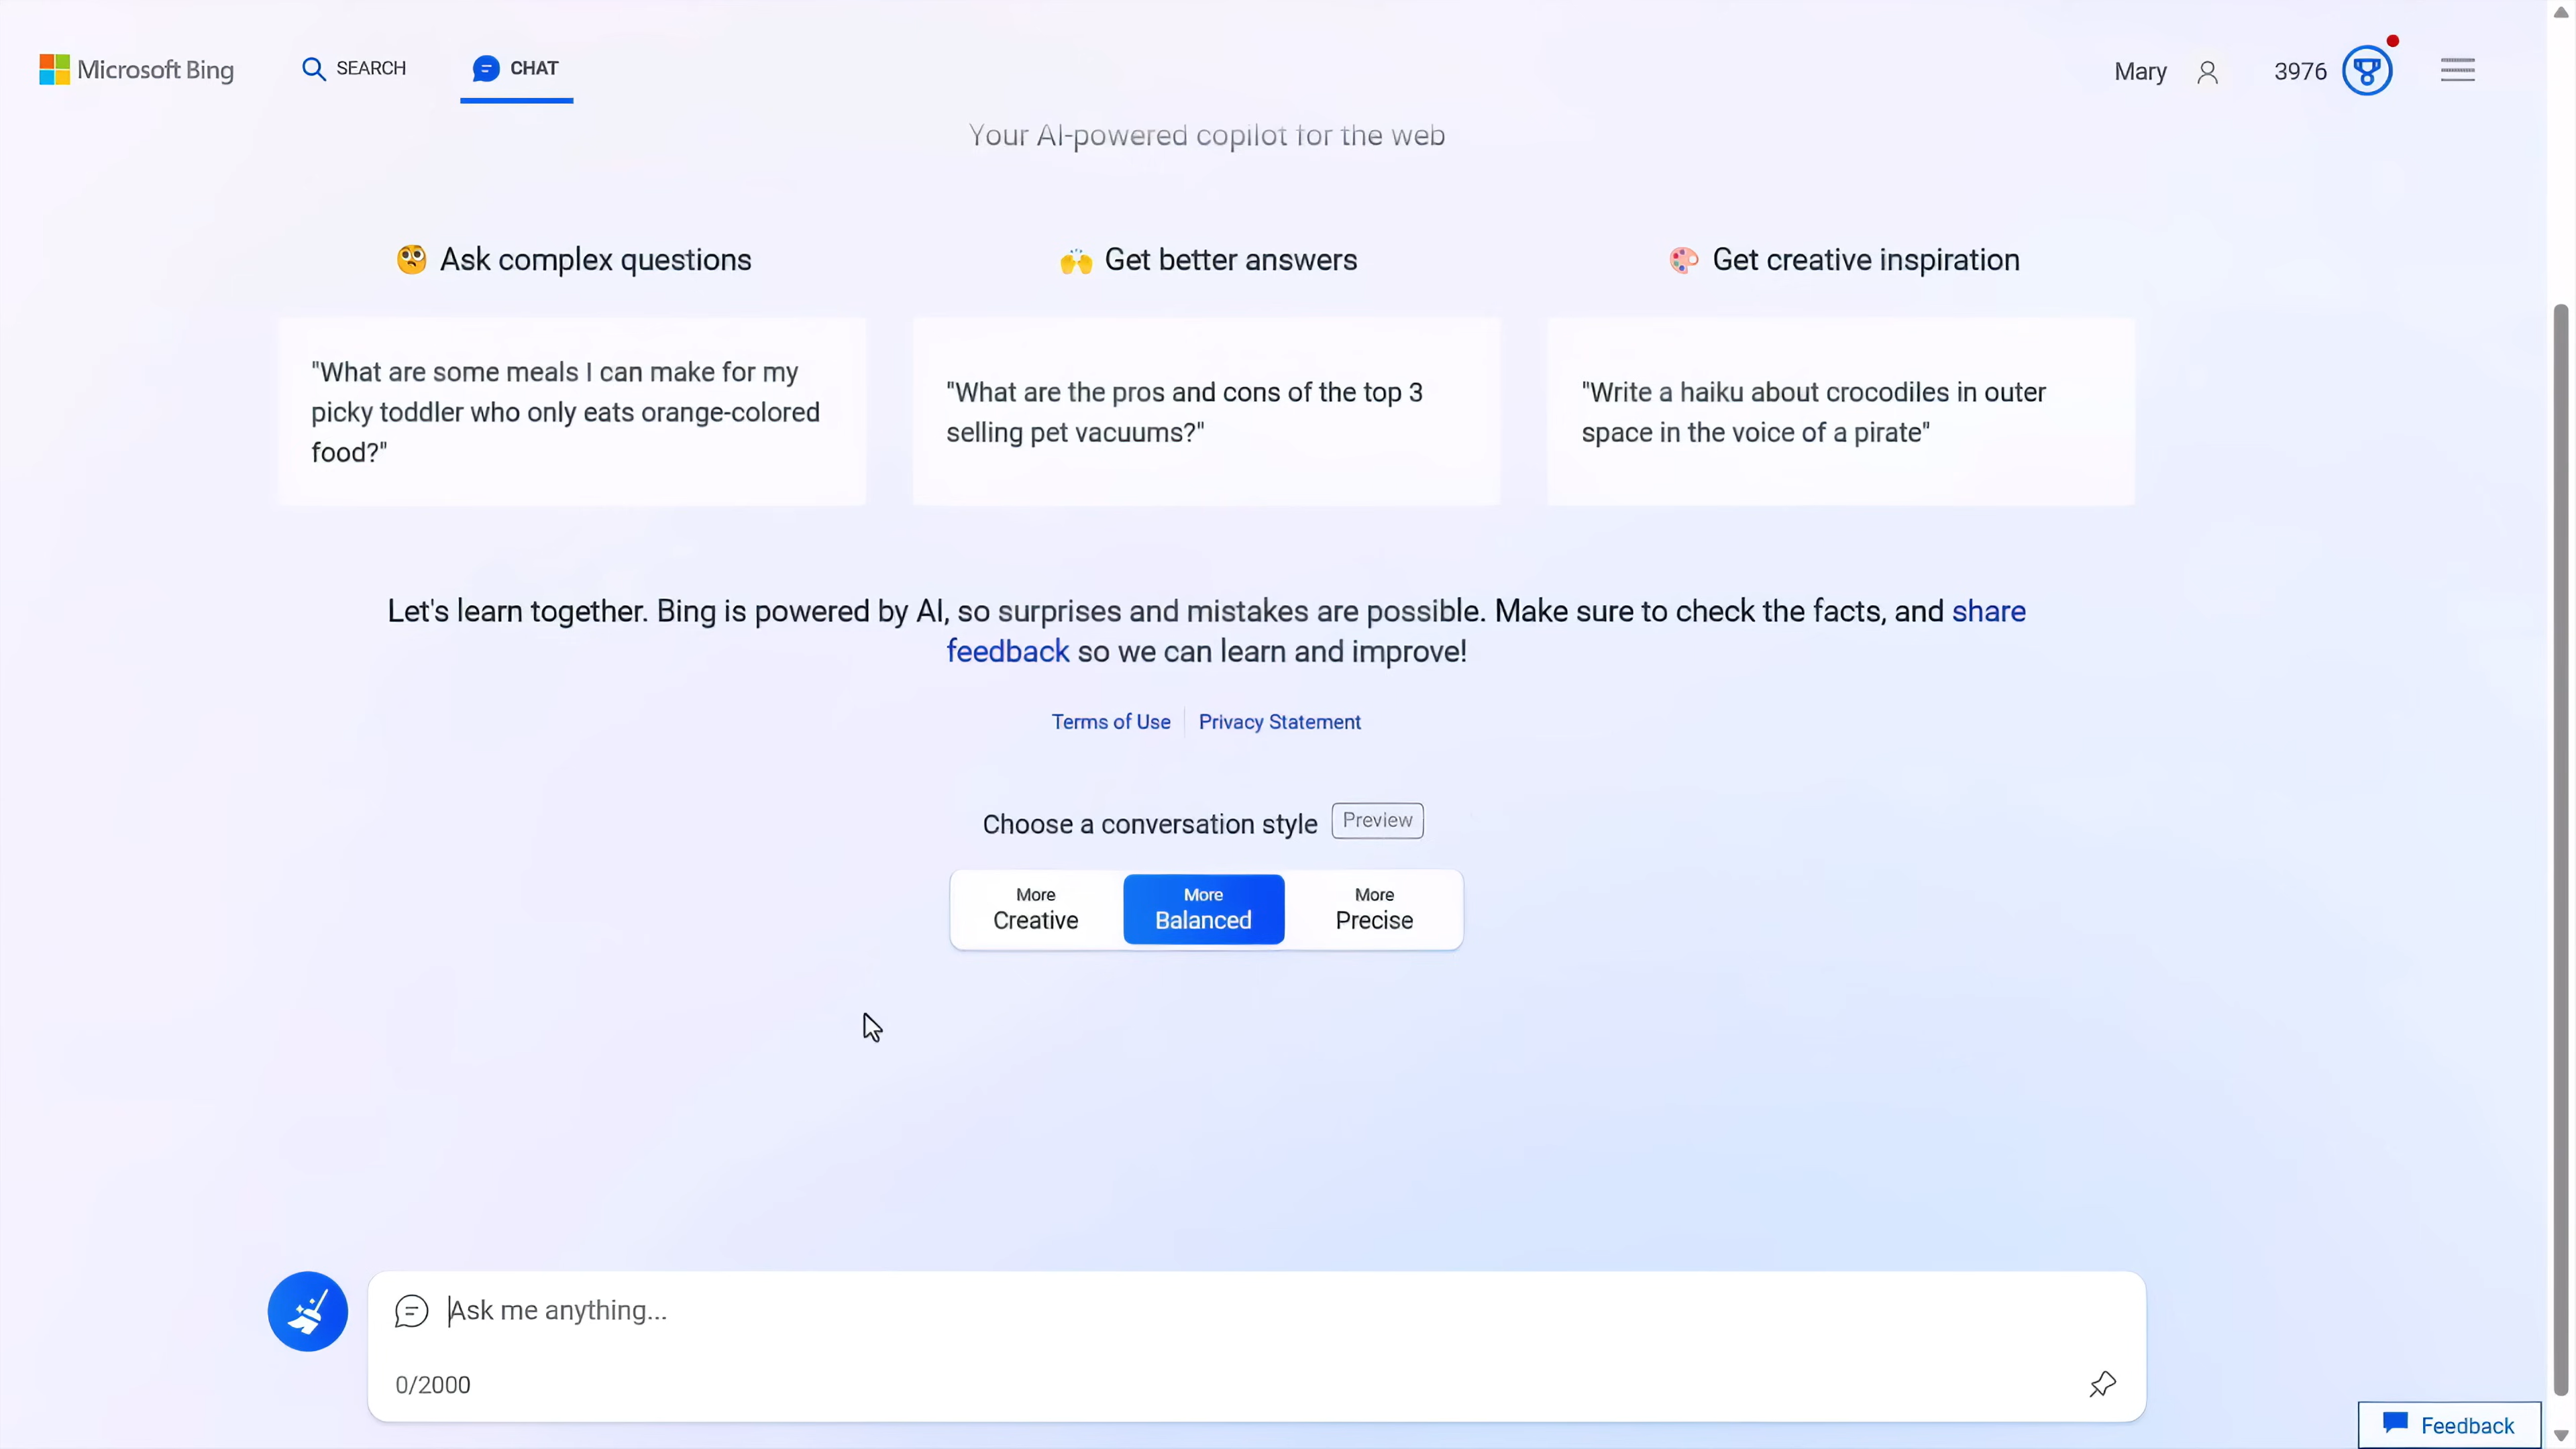 Microsoft Bing
SEARCH
CHAT
Mary
3976
Your AI-powered copilot for the web
Ask complex questions
Get better answers
Get creative inspiration
"What are some meals I can make for my
picky toddler who only eats orange-colored
food?"
"What are the pros and cons of the top 3
selling pet vacuums?"
"Write a haiku about crocodiles in outer
space in the voice of a pirate"
Let's learn together. Bing is powered by AI, so surprises and mistakes are possible. Make sure to check the facts, and share
feedback so we can learn and improve!
Terms of Use
Privacy Statement
Choose a conversation style
Preview
More
Creative
More
Balanced
More
Precise
Ask me anything...
0/2000
Feedback